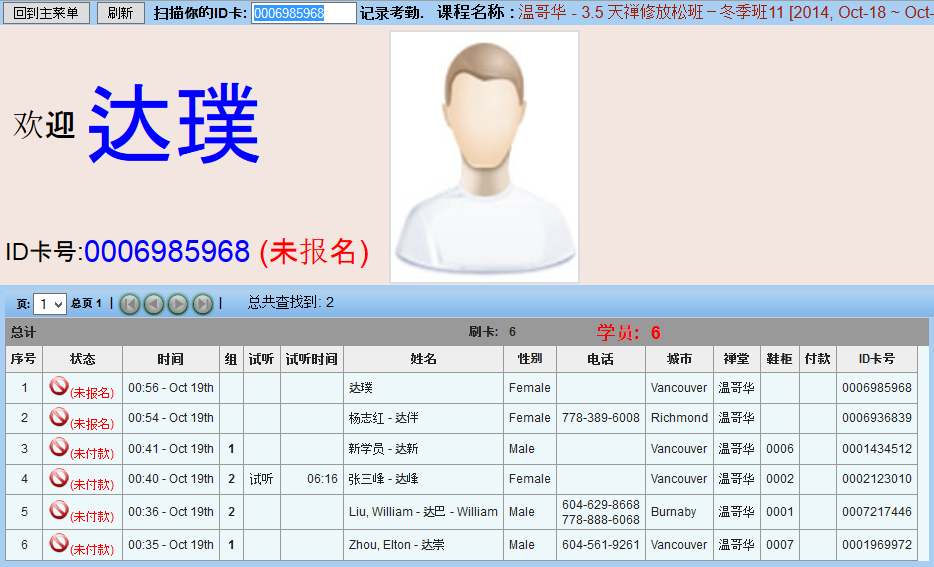 回到主菜单 刷新 扫描你的ID卡: 0006985968 记录考勤. 课程名称 : 温哥华 - 3.5 天禅修放松班－冬季班11 [2014, Oct-18 ~ Oct-
欢迎 达璞
ID卡号:0006985968 (未报名)
页: 1 总页 1 | | 总共查找到: 2
总计 刷卡: 6 学员: 6
序号 状态 时间 组 试听 试听时间 姓名 性别 电话 城市 禅堂 鞋柜 付款 ID卡号
1 (未报名) 00:56 - Oct 19th 达璞 Female Vancouver 温哥华 0006985968
2 (未报名) 00:54 - Oct 19th 杨志红 - 达伴 Female 778-389-6008 Richmond 温哥华 0006936839
3 (未付款) 00:41 - Oct 19th 1 新学员 - 达新 Male Vancouver 温哥华 0006 0001434512
4 (未付款) 00:40 - Oct 19th 2 试听 06:16 张三峰 - 达峰 Female Vancouver 温哥华 0002 0002123010
5 (未付款) 00:36 - Oct 19th 2 Liu, William - 达巴 - William Male 604-629-8668 Burnaby 温哥华 0001 0007217446
778-888-6068
6 (未付款) 00:35 - Oct 19th 1 Zhou, Elton - 达崇 Male 604-561-9261 Vancouver 温哥华 0007 0001969972